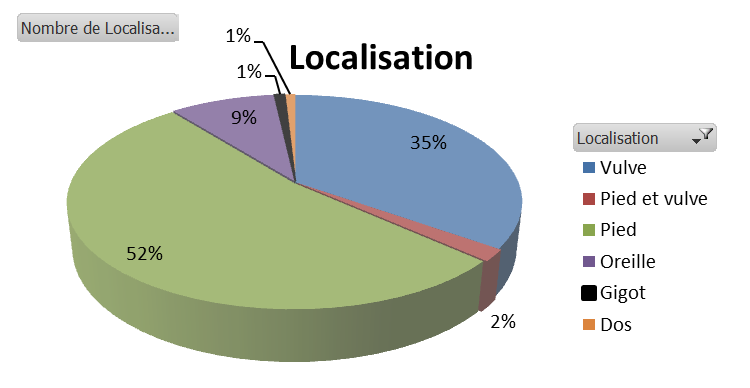 Nombre de Localisa...
Localisation
1%
1%
9%
35%
52%
2%
Localisation
Vulve
Pied et vulve
Pied
Oreille
Gigot
Dos